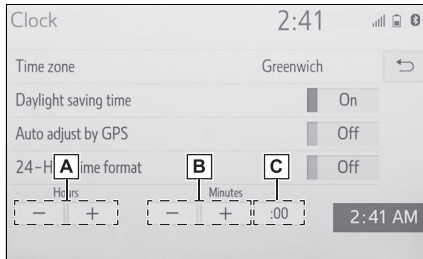 Clock 2:41
Time zone Greenwich
Daylight saving time On
Auto adjust by GPS Off
24-H A ime format B C Off
Hours Minutes
− + − + :00 2:41 AM